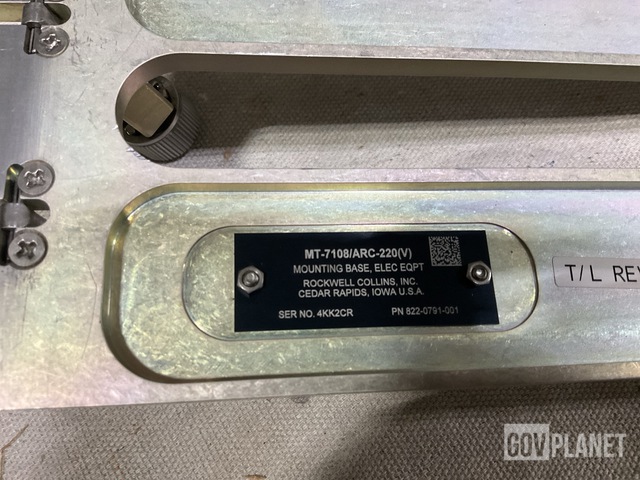 MT-7108/ARC-220(V)
MOUNTING BASE, ELEC EQPT
ROCKWELL COLLINS, INC.
CEDAR RAPIDS, IOWA U.S.A.
SER NO. 4KK2CR PN 822-0791-001
T/L REV
GOVPLANET